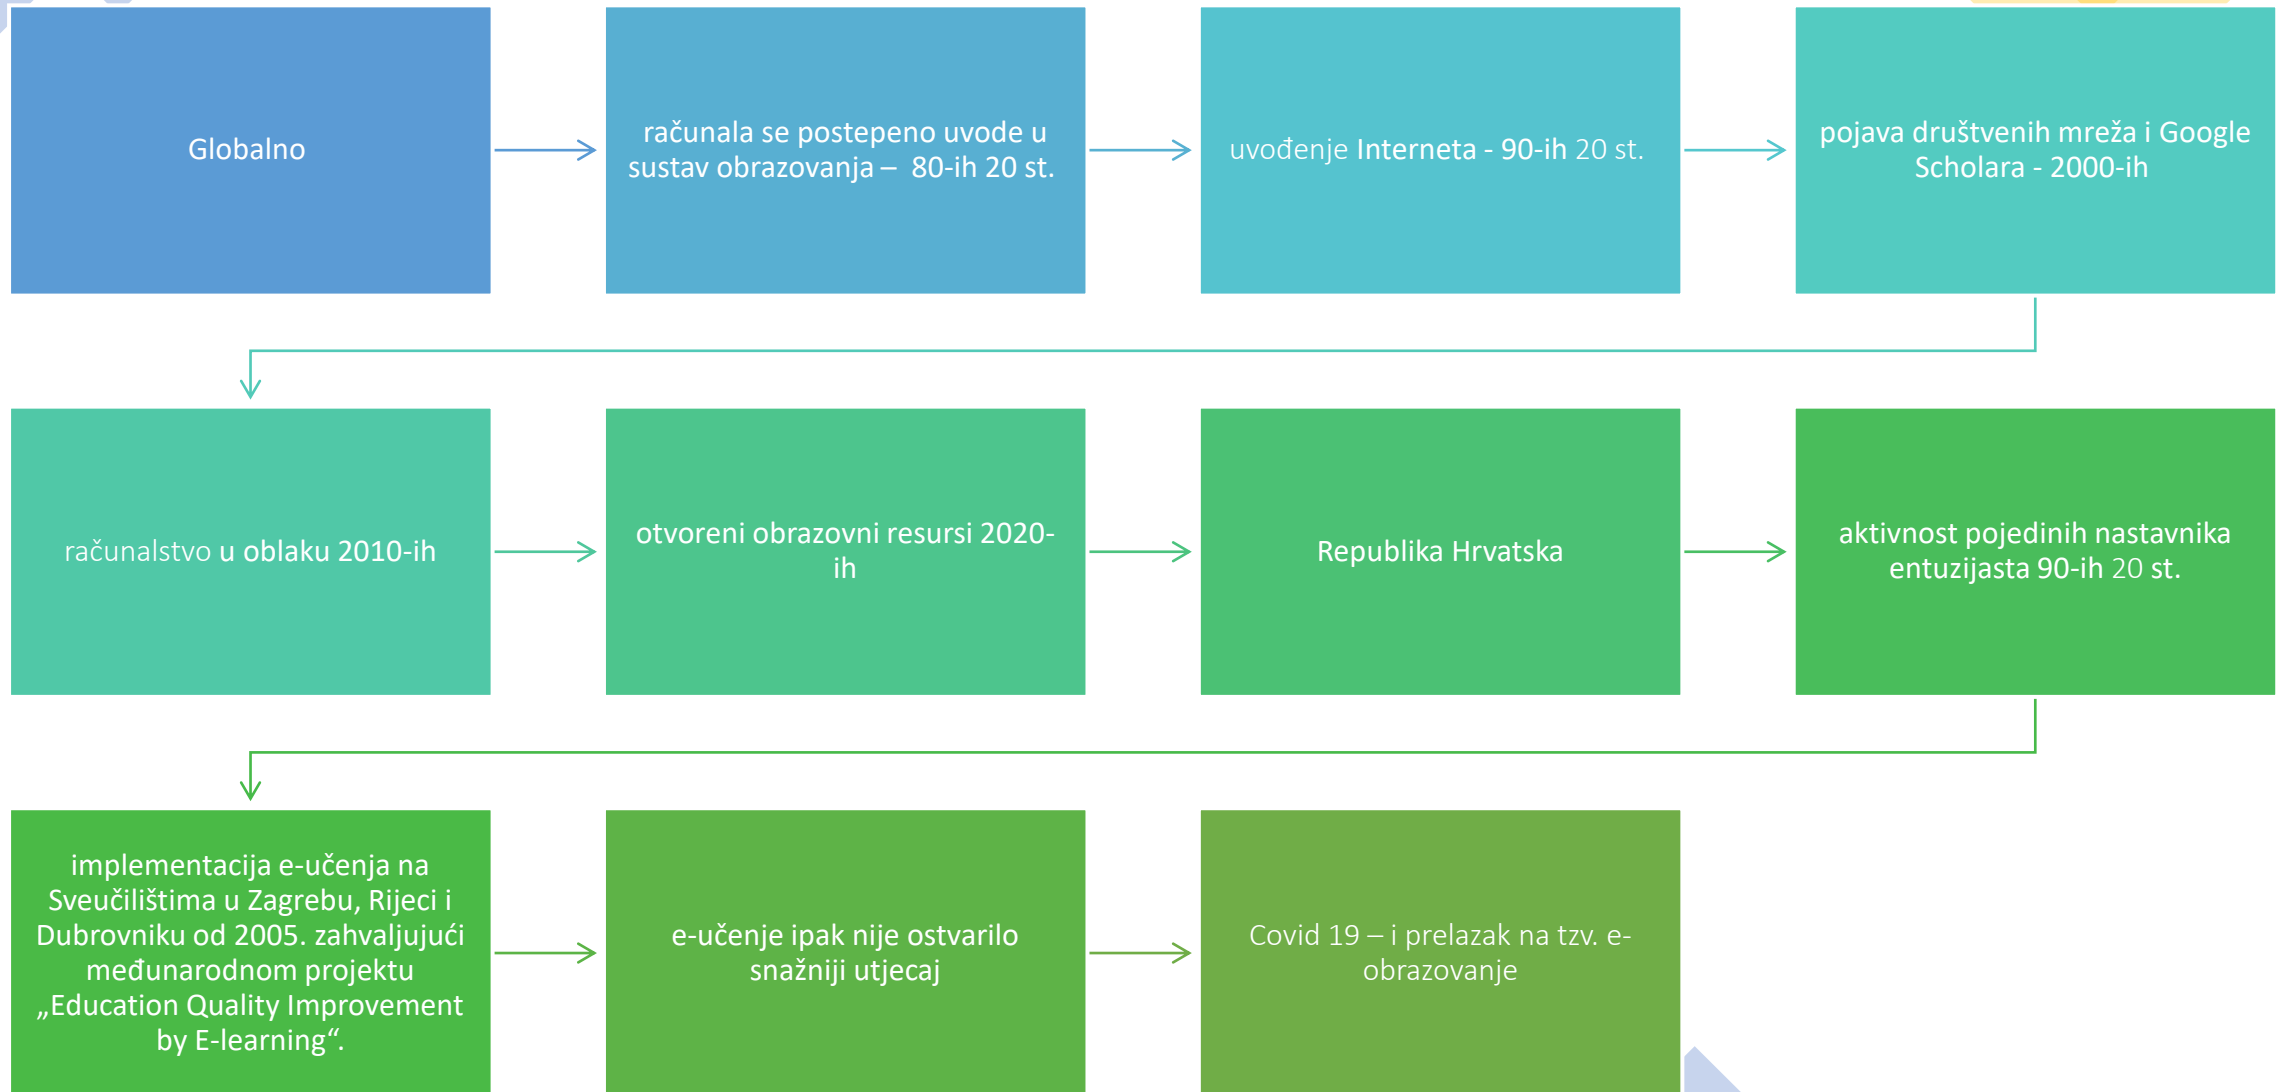 Globalno
računala se postepeno uvode u
sustav obrazovanja – 80-ih 20 st.
uvođenje Interneta - 90-ih 20 st.
pojava društvenih mreža i Google
Scholara - 2000-ih
računalstvo u oblaku 2010-ih
otvoreni obrazovni resursi 2020-
ih
Republika Hrvatska
aktivnost pojedinih nastavnika
entuzijasta 90-ih 20 st.
implementacija e-učenja na
Sveučilištima u Zagrebu, Rijeci i
Dubrovniku od 2005. zahvaljujući
međunarodnom projektu
„Education Quality Improvement
by E-learning“.
e-učenje ipak nije ostvarilo
snažniji utjecaj
Covid 19 – i prelazak na tzv. e-
obrazovanje